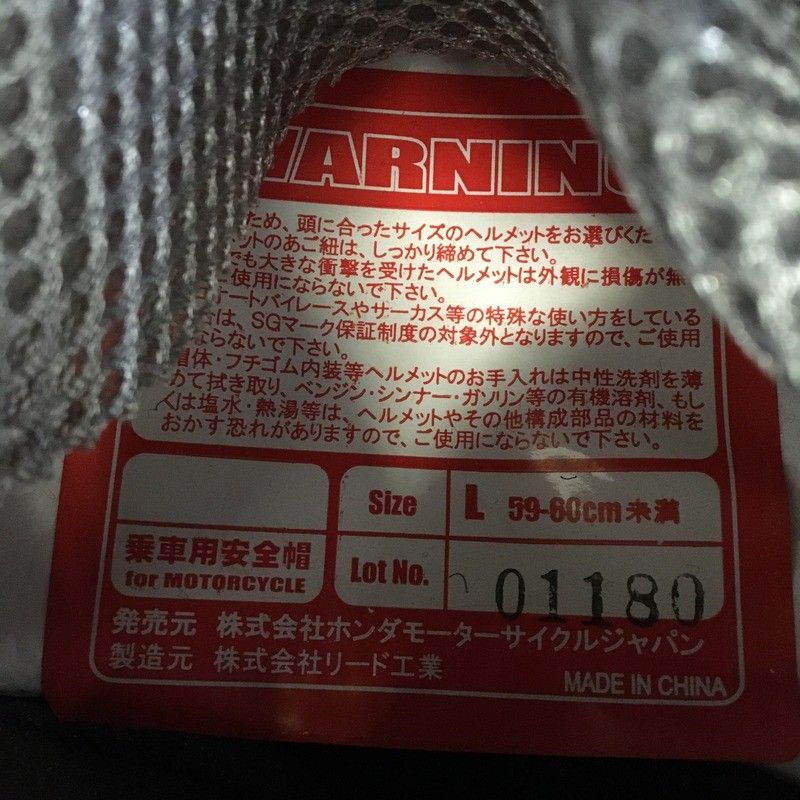 WARNING
ため、頭に合ったサイズのヘルメットをお選びくだ
ットのあご紐は、しっかり締めて下さい。
でも大きな衝撃を受けたヘルメットは外観に損傷が無
使用にならないで下さい。
ートバイレースやサーカス等の特殊な使い方をしている
は、SGマーク保証制度の対象外となりますので、ご使用
ならないで下さい。
帽体・フチゴム内装等ヘルメットのお手入れは中性洗剤を薄
めて拭き取り、ベンジン・シンナー・ガソリン等の有機溶剤、もし
くは塩水・熱湯等は、ヘルメットやその他構成部品の材料を
おかす恐れがありますので、ご使用にならないで下さい。
Size L 59-60cm未満
乗車用安全帽
for MOTORCYCLE
Lot No. 01180
発売元 株式会社ホンダモーターサイクルジャパン
製造元 株式会社リード工業
MADE IN CHINA